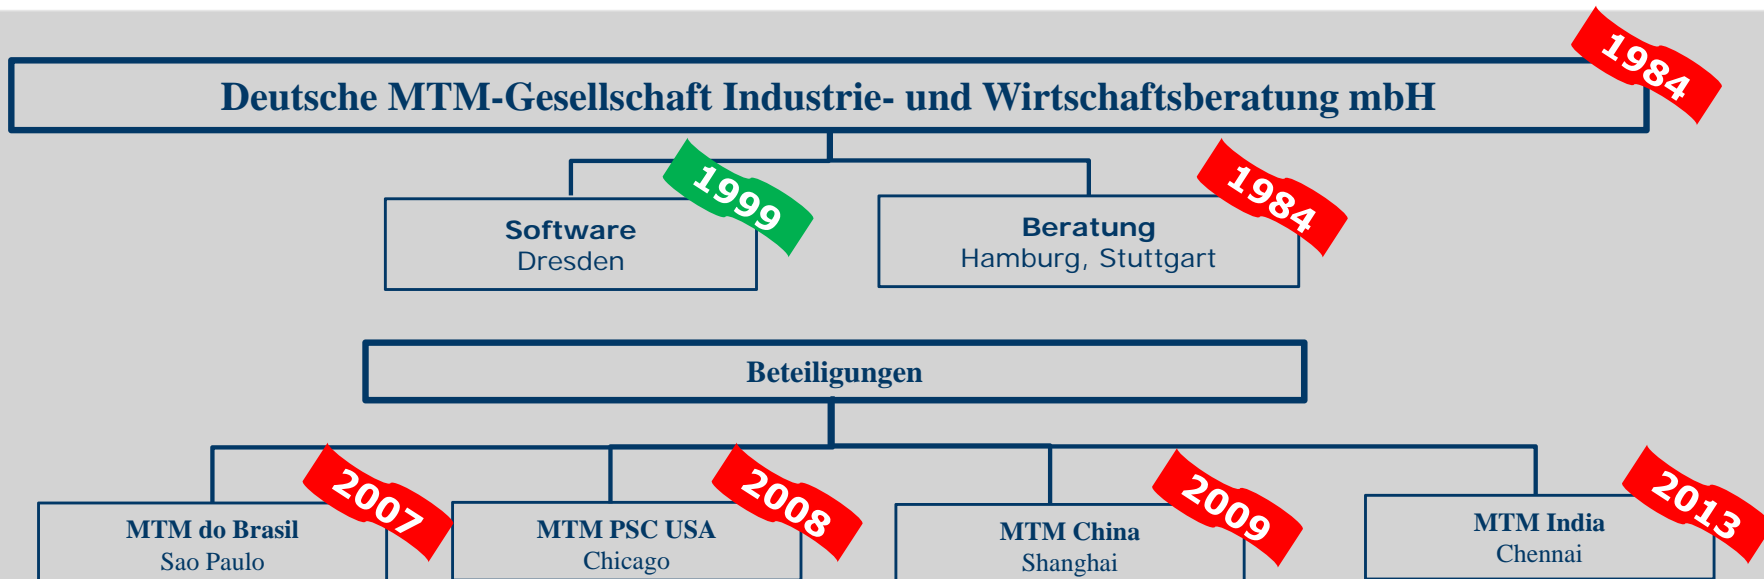 1984
Deutsche MTM-Gesellschaft Industrie- und Wirtschaftsberatung mbH
1999
Software
Dresden
1984
Beratung
Hamburg, Stuttgart
Beteiligungen
2007
MTM do Brasil
Sao Paulo
2008
MTM PSC USA
Chicago
2009
MTM China
Shanghai
2013
MTM India
Chennai